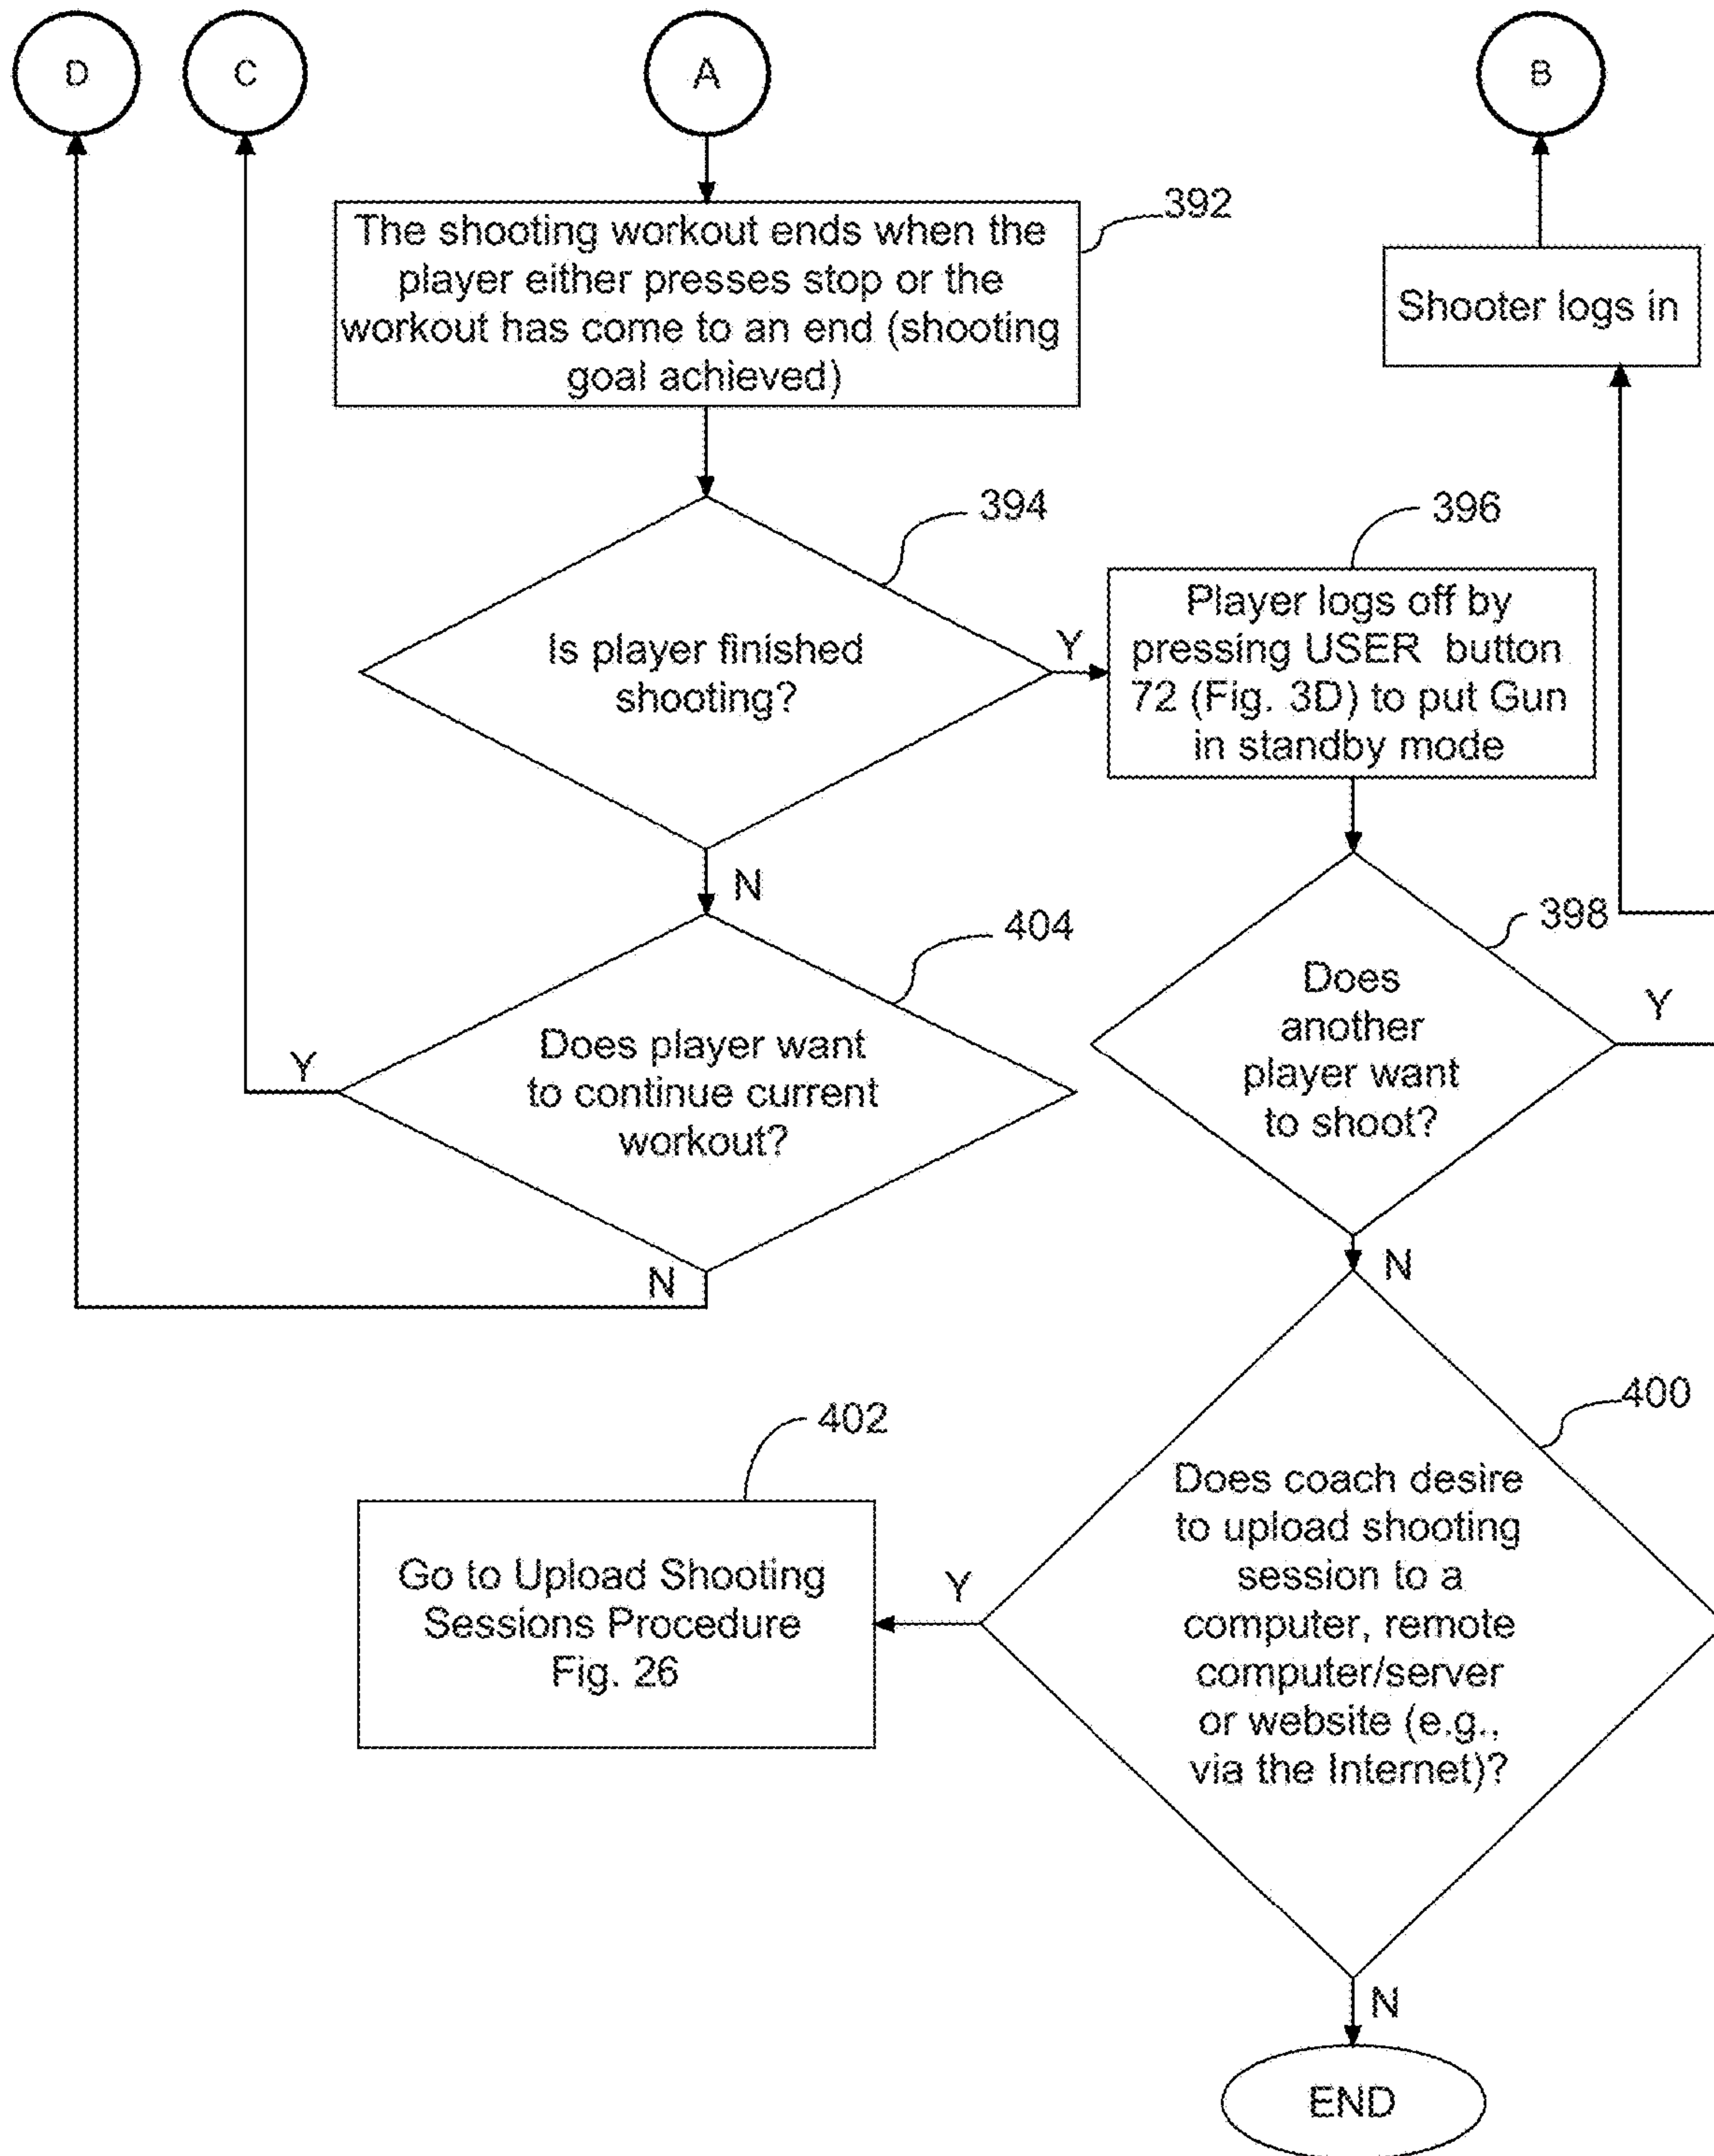 D
C
A
B
392
The shooting workout ends when the
player either presses stop or the
workout has come to an end (shooting
goal achieved)
Shooter logs in
394
Is player finished
shooting?
Y
N
396
Player logs off by
pressing USER button
72 (Fig. 3D) to put Gun
in standby mode
404
Does player want
to continue current
workout?
Y
N
398
Does
another
player want
to shoot?
Y
N
400
Does coach desire
to upload shooting
session to a
computer, remote
computer/server
or website (e.g.,
via the Internet)?
Y
402
Go to Upload Shooting
Sessions Procedure
Fig. 26
N
END